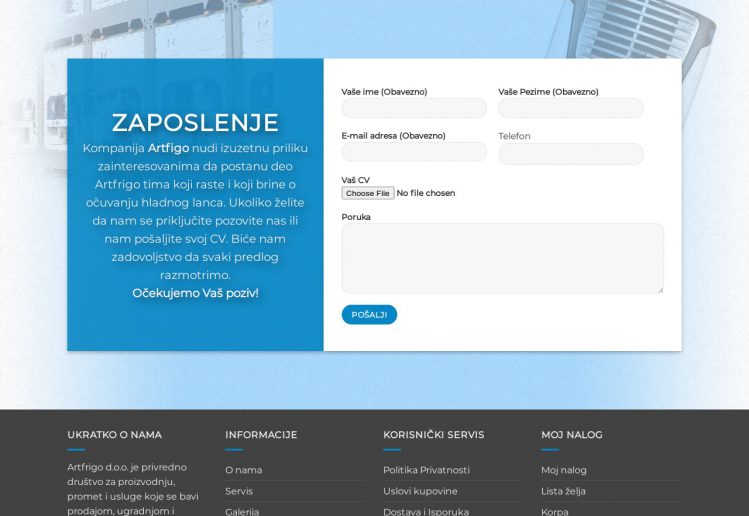 ZAPOSLENJE
Kompanija Artfigo nudi izuzetnu priliku
zainteresovanima da postanu deo
Artfrigo tima koji raste i koji brine o
očuvanju hladnog lanca. Ukoliko želite
da nam se priključite pozovite nas ili
nam pošaljite svoj CV. Biće nam
zadovoljstvo da svaki predlog
razmotrimo.
Očekujemo Vaš poziv!
Vaše ime (Obavezno)
Vaše Pezime (Obavezno)
E-mail adresa (Obavezno)
Telefon
Vaš CV
Choose File No file chosen
Poruka
POŠALJI
UKRATKO O NAMA
Artfrigo d.o.o. je privredno
društvo za proizvodnju,
promet i usluge koje se bavi
prodajom, ugradnjom i
INFORMACIJE
O nama
Servis
Galerija
KORISNIČKI SERVIS
Politika Privatnosti
Uslovi kupovine
Dostava i Isporuka
MOJ NALOG
Moj nalog
Lista želja
Korpa